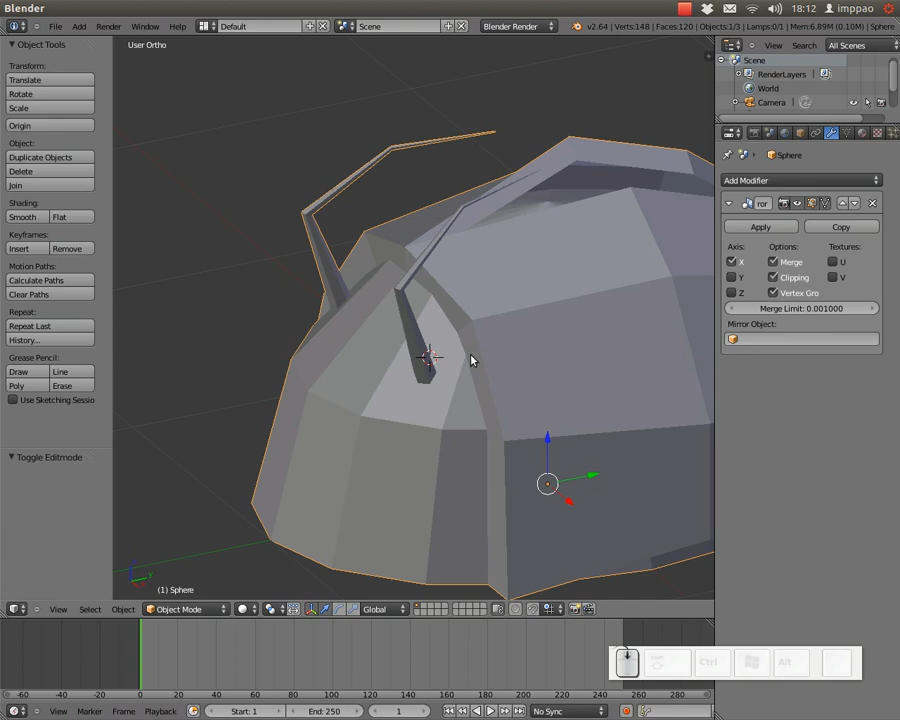 Blender
18:12 imppao
File Add Render Window Help Default Scene Blender Render v2.64 | Verts:148 | Faces:120 | Objects:1/3 | Lamps:0/1 | Mem:6.89M (0.10M) | Sphere
Object Tools
Transform:
Translate
Rotate
Scale
Origin
Object:
Duplicate Objects
Delete
Join
Shading:
Smooth Flat
Keyframes:
Insert Remove
Motion Paths:
Calculate Paths
Clear Paths
Repeat:
Repeat Last
History...
Grease Pencil:
Draw Line
Poly Erase
Use Sketching Sessio
Toggle Editmode
User Ortho
(1) Sphere
View Select Object Object Mode Global
View Search All Scenes
Scene
RenderLayers
World
Camera
Sphere
Add Modifier
ror
Apply Copy
Axis: Options: Textures:
X Merge U
Y Clipping V
Z Vertex Gro
Merge Limit: 0.001000
Mirror Object:
-60 -40 -20 0 20 40 60 80 100 120 140 160 180 200 220 240 260 280
View Marker Frame Playback Start: 1 End: 250 1 No Sync
Ctrl Alt